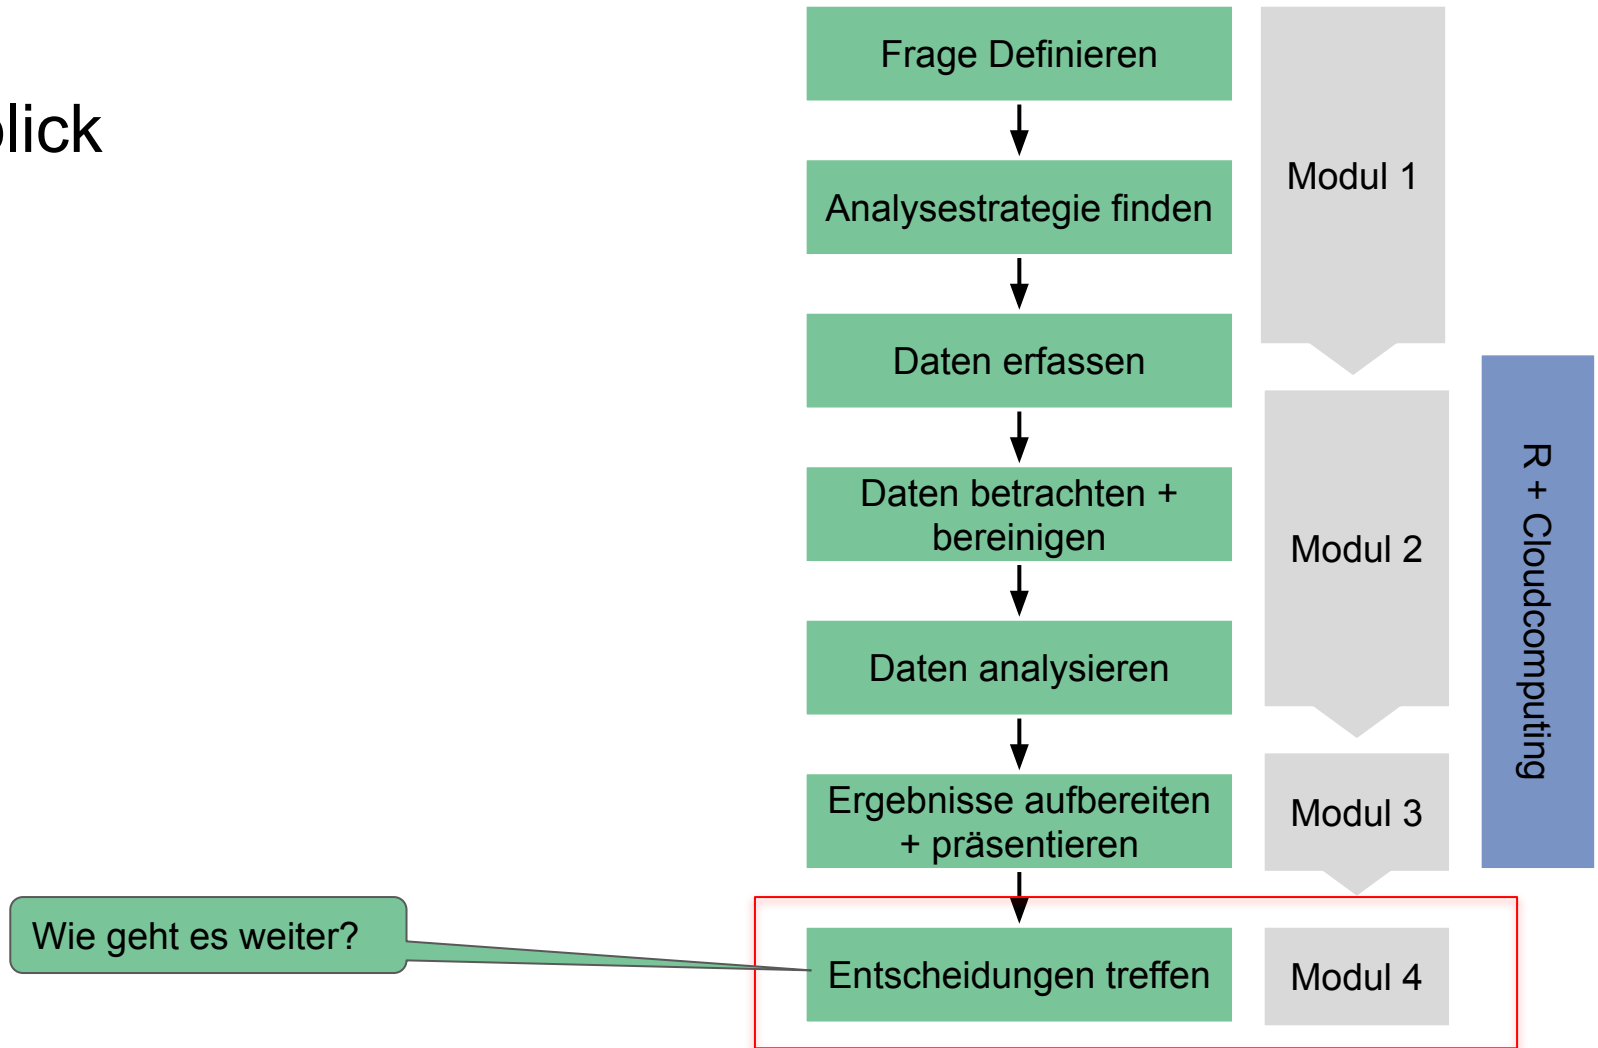 Frage Definieren
blick
Analysestrategie finden
Modul 1
Daten erfassen
Daten betrachten +
bereinigen
Modul 2
R + Cloudcomputing
Daten analysieren
Ergebnisse aufbereiten
+ präsentieren
Modul 3
Wie geht es weiter?
Entscheidungen treffen
Modul 4